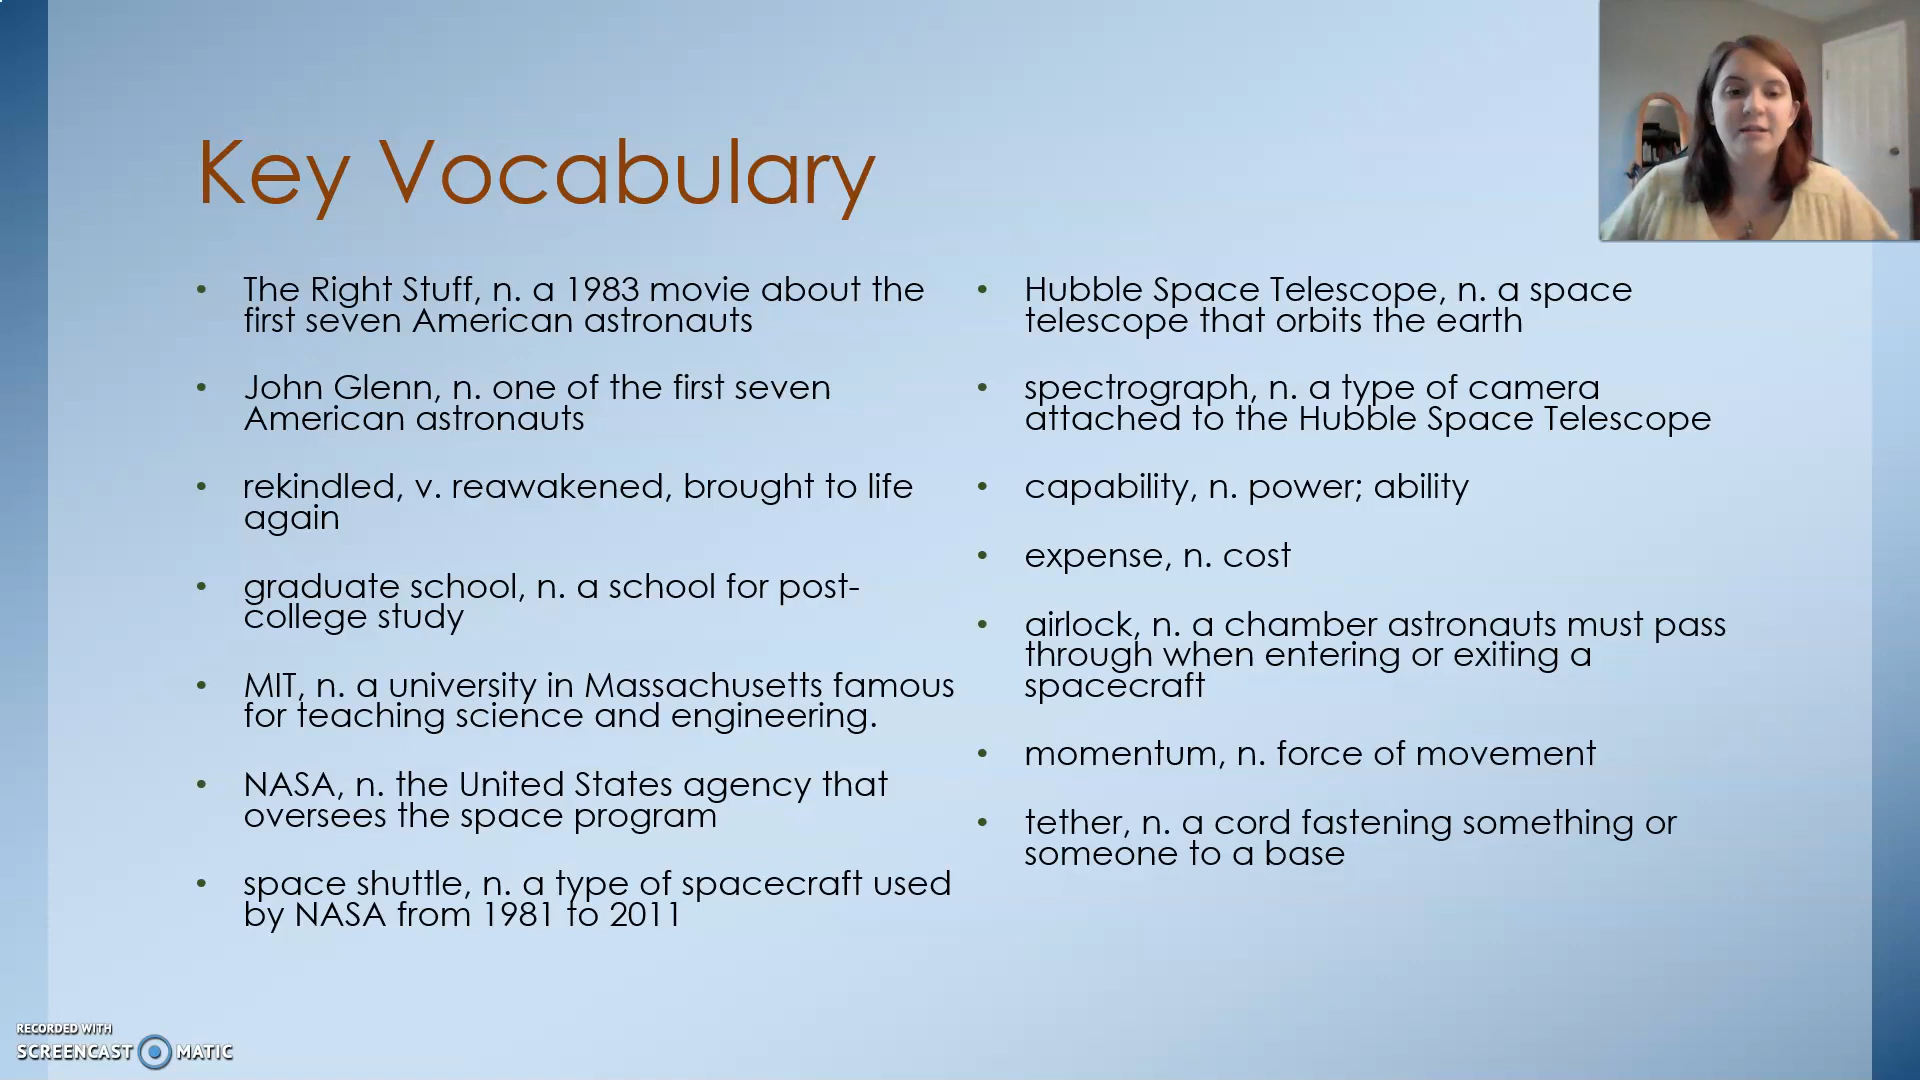 Key Vocabulary
The Right Stuff, n. a 1983 movie about the
first seven American astronauts
John Glenn, n. one of the first seven
American astronauts
rekindled, v. reawakened, brought to life
again
graduate school, n. a school for post-
college study
MIT, n. a university in Massachusetts famous
for teaching science and engineering.
NASA, n. the United States agency that
oversees the space program
space shuttle, n. a type of spacecraft used
by NASA from 1981 to 2011
Hubble Space Telescope, n. a space
telescope that orbits the earth
spectrograph, n. a type of camera
attached to the Hubble Space Telescope
capability, n. power; ability
expense, n. cost
airlock, n. a chamber astronauts must pass
through when entering or exiting a
spacecraft
momentum, n. force of movement
tether, n. a cord fastening something or
someone to a base
RECORDED WITH
SCREENCAST MATIC